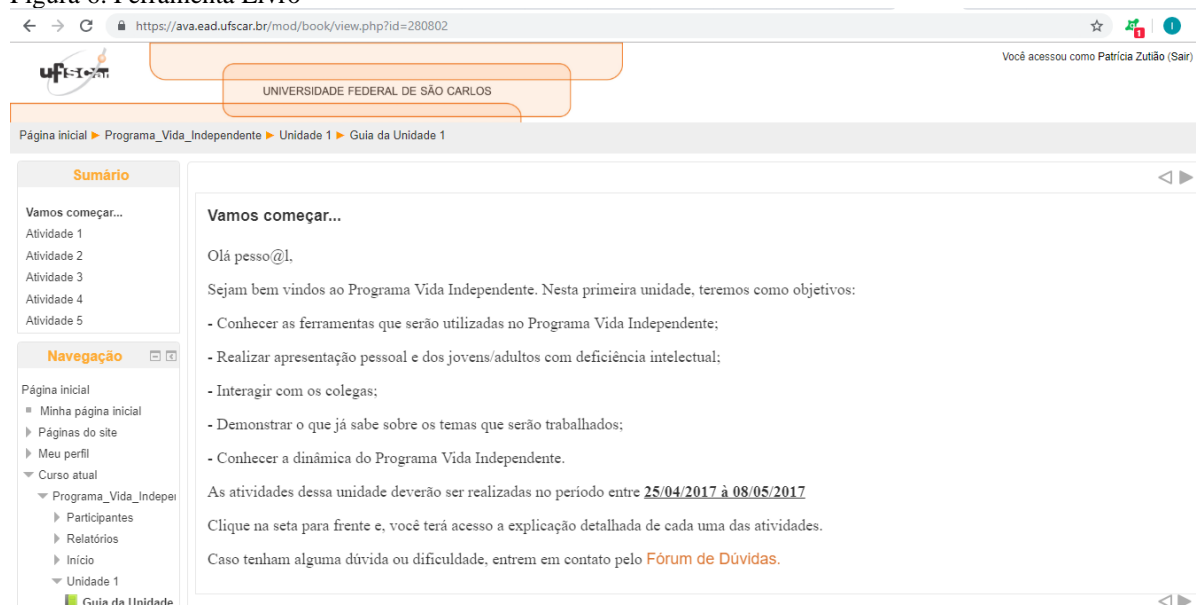 Figura 6. Ferramenta Livro
https://ava.ead.ufscar.br/mod/book/view.php?id=280802
1
I
Você acessou como Patrícia Zutião (Sair)
ufscar
UNIVERSIDADE FEDERAL DE SÃO CARLOS
Página inicial ► Programa_Vida_Independente ► Unidade 1 ► Guia da Unidade 1
Sumário
Vamos começar...
Atividade 1
Atividade 2
Atividade 3
Atividade 4
Atividade 5
Navegação
Página inicial
Minha página inicial
Páginas do site
Meu perfil
Curso atual
Programa_Vida_Indeper
Participantes
Relatórios
Início
Unidade 1
Guia da Unidade
Vamos começar...
Olá pesso@l,
Sejam bem vindos ao Programa Vida Independente. Nesta primeira unidade, teremos como objetivos:
- Conhecer as ferramentas que serão utilizadas no Programa Vida Independente;
- Realizar apresentação pessoal e dos jovens/adultos com deficiência intelectual;
- Interagir com os colegas;
- Demonstrar o que já sabe sobre os temas que serão trabalhados;
- Conhecer a dinâmica do Programa Vida Independente.
As atividades dessa unidade deverão ser realizadas no período entre 25/04/2017 à 08/05/2017
Clique na seta para frente e, você terá acesso a explicação detalhada de cada uma das atividades.
Caso tenham alguma dúvida ou dificuldade, entrem em contato pelo Fórum de Dúvidas.